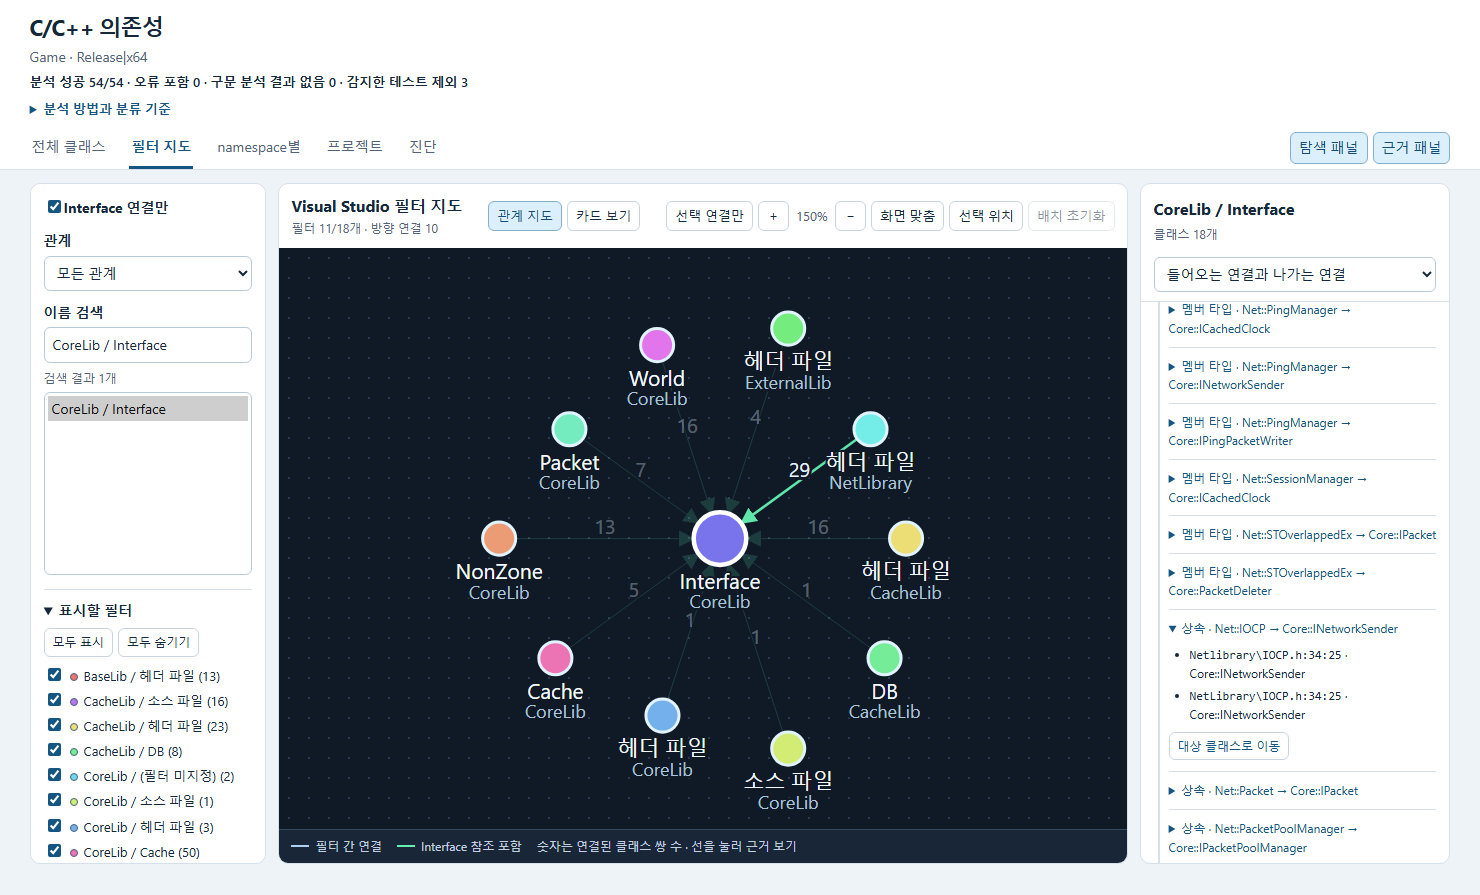 C/C++ 의존성
Game · Release|x64
분석 성공 54/54 · 오류 포함 0 · 구문 분석 결과 없음 0 · 감지한 테스트 제외 3
▶ 분석 방법과 분류 기준
전체 클래스
필터 지도
namespace별
프로젝트
진단
탐색 패널
근거 패널
Interface 연결만
관계
모든 관계
이름 검색
CoreLib / Interface
검색 결과 1개
CoreLib / Interface
▼ 표시할 필터
모두 표시
모두 숨기기
BaseLib / 헤더 파일 (13)
CacheLib / 소스 파일 (16)
CacheLib / 헤더 파일 (23)
CacheLib / DB (8)
CoreLib / (필터 미지정) (2)
CoreLib / 소스 파일 (1)
CoreLib / 헤더 파일 (3)
CoreLib / Cache (50)
Visual Studio 필터 지도
필터 11/18개 · 방향 연결 10
관계 지도
카드 보기
선택 연결만
+
150%
−
화면 맞춤
선택 위치
배치 초기화
헤더 파일
ExternalLib
World
CoreLib
16
4
Packet
CoreLib
7
29
헤더 파일
NetLibrary
13
16
NonZone
CoreLib
헤더 파일
CacheLib
Interface
CoreLib
5
1
1
1
Cache
CoreLib
DB
CacheLib
헤더 파일
CoreLib
소스 파일
CoreLib
필터 간 연결
Interface 참조 포함
숫자는 연결된 클래스 쌍 수 · 선을 눌러 근거 보기
CoreLib / Interface
클래스 18개
들어오는 연결과 나가는 연결
▶ 멤버 타입 · Net::PingManager →
Core::ICachedClock
▶ 멤버 타입 · Net::PingManager →
Core::INetworkSender
▶ 멤버 타입 · Net::PingManager →
Core::IPingPacketWriter
▶ 멤버 타입 · Net::SessionManager →
Core::ICachedClock
▶ 멤버 타입 · Net::STOverlappedEx → Core::IPacket
▶ 멤버 타입 · Net::STOverlappedEx →
Core::PacketDeleter
▼ 상속 · Net::IOCP → Core::INetworkSender
• Netlibrary\IOCP.h:34:25 ·
Core::INetworkSender
• NetLibrary\IOCP.h:34:25 ·
Core::INetworkSender
대상 클래스로 이동
▶ 상속 · Net::Packet → Core::IPacket
▶ 상속 · Net::PacketPoolManager →
Core::IPacketPoolManager